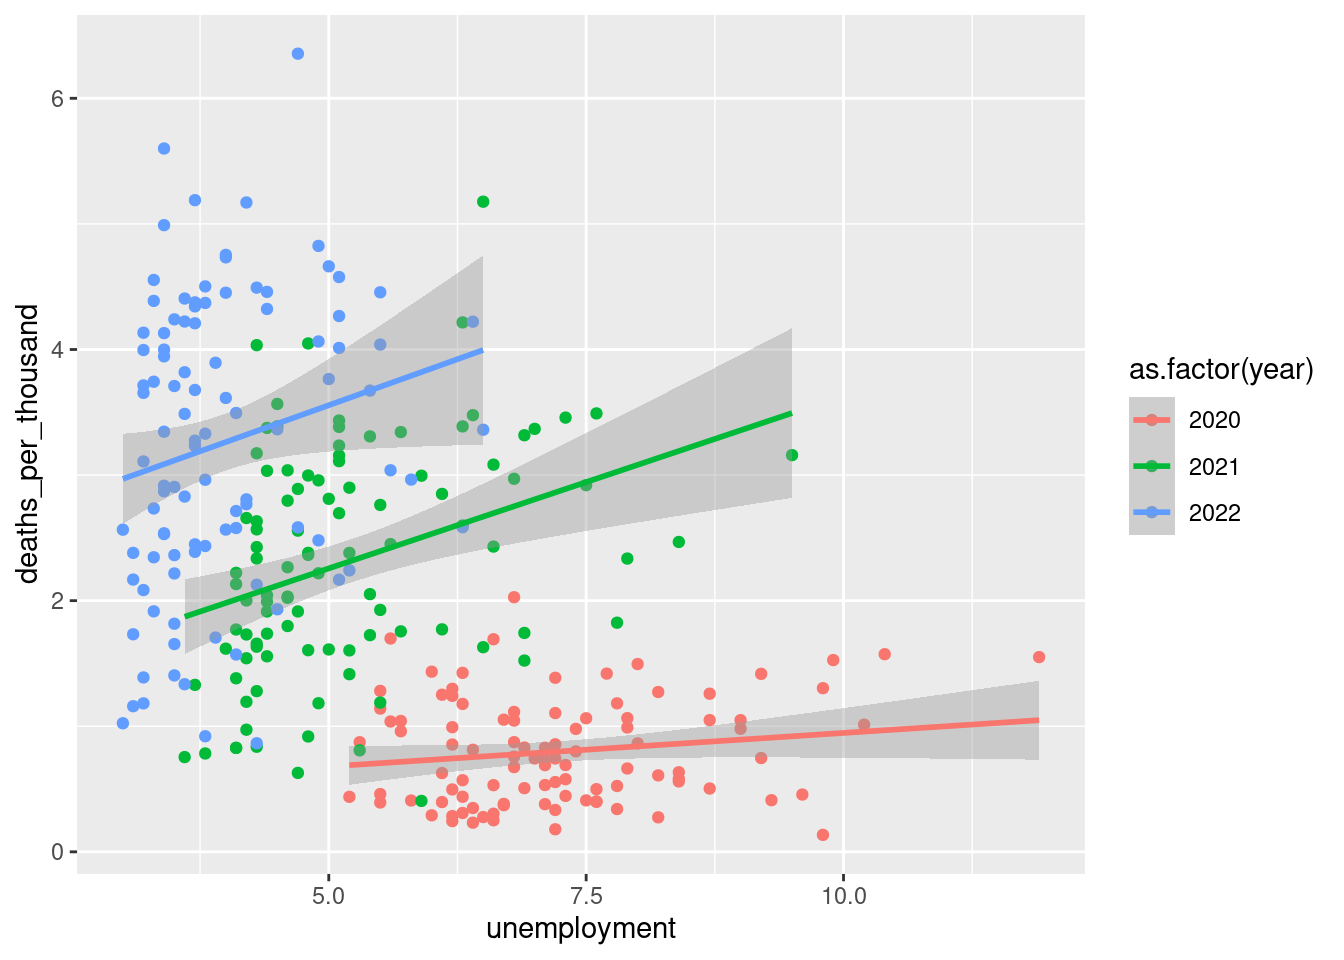 6
4
2
0
deaths_per_thousand
5.0 7.5 10.0
unemployment
as.factor(year)
2020
2021
2022